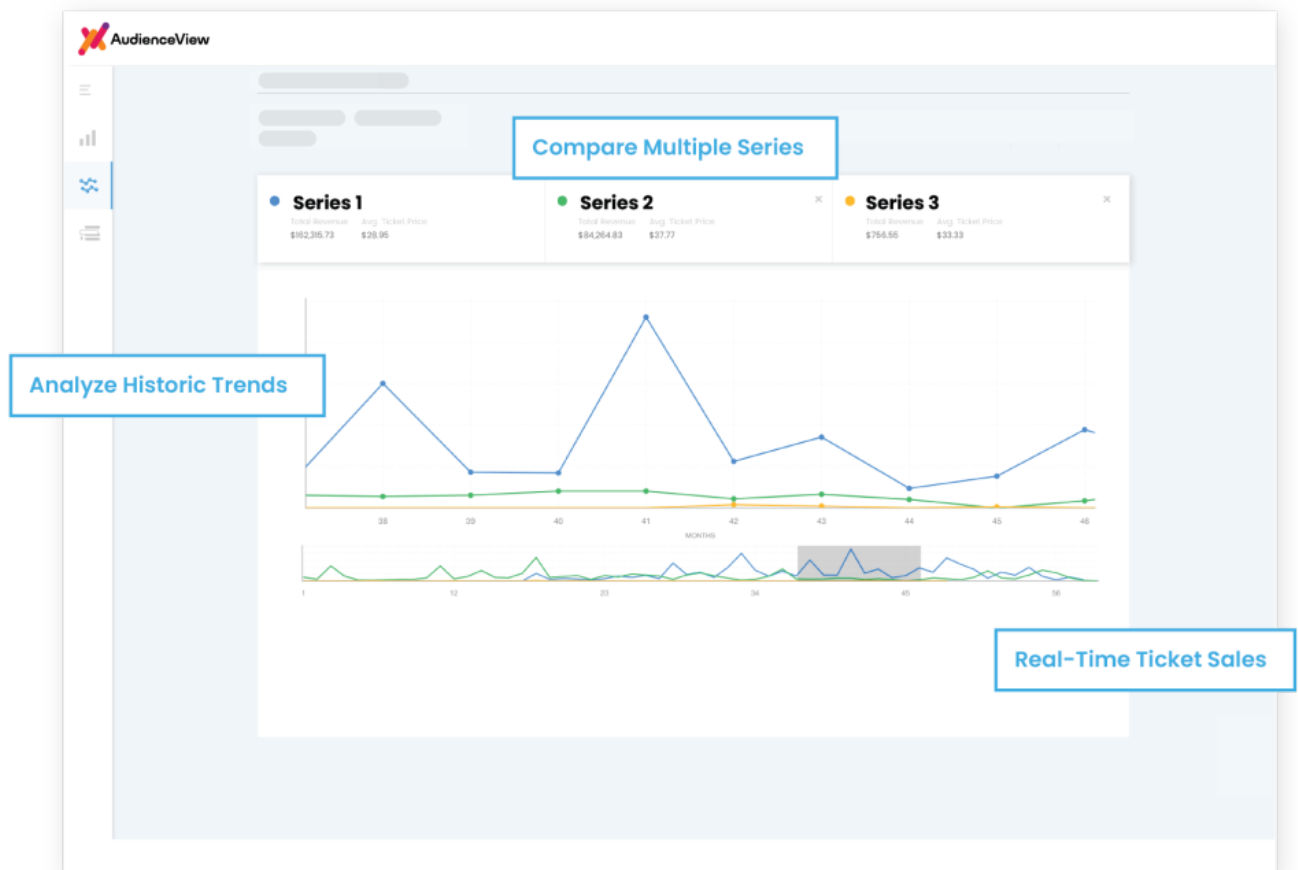 AudienceView
Compare Multiple Series
Series 1
Total Revenue Avg. Ticket Price
$162,315.73 $28.95
Series 2
Total Revenue Avg. Ticket Price
$84,264.83 $37.77
Series 3
Total Revenue Avg. Ticket Price
$756.55 $33.33
Analyze Historic Trends
38 39 40 41 42 43 44 45 46
MONTHS
1 12 23 34 45 56
Real-Time Ticket Sales